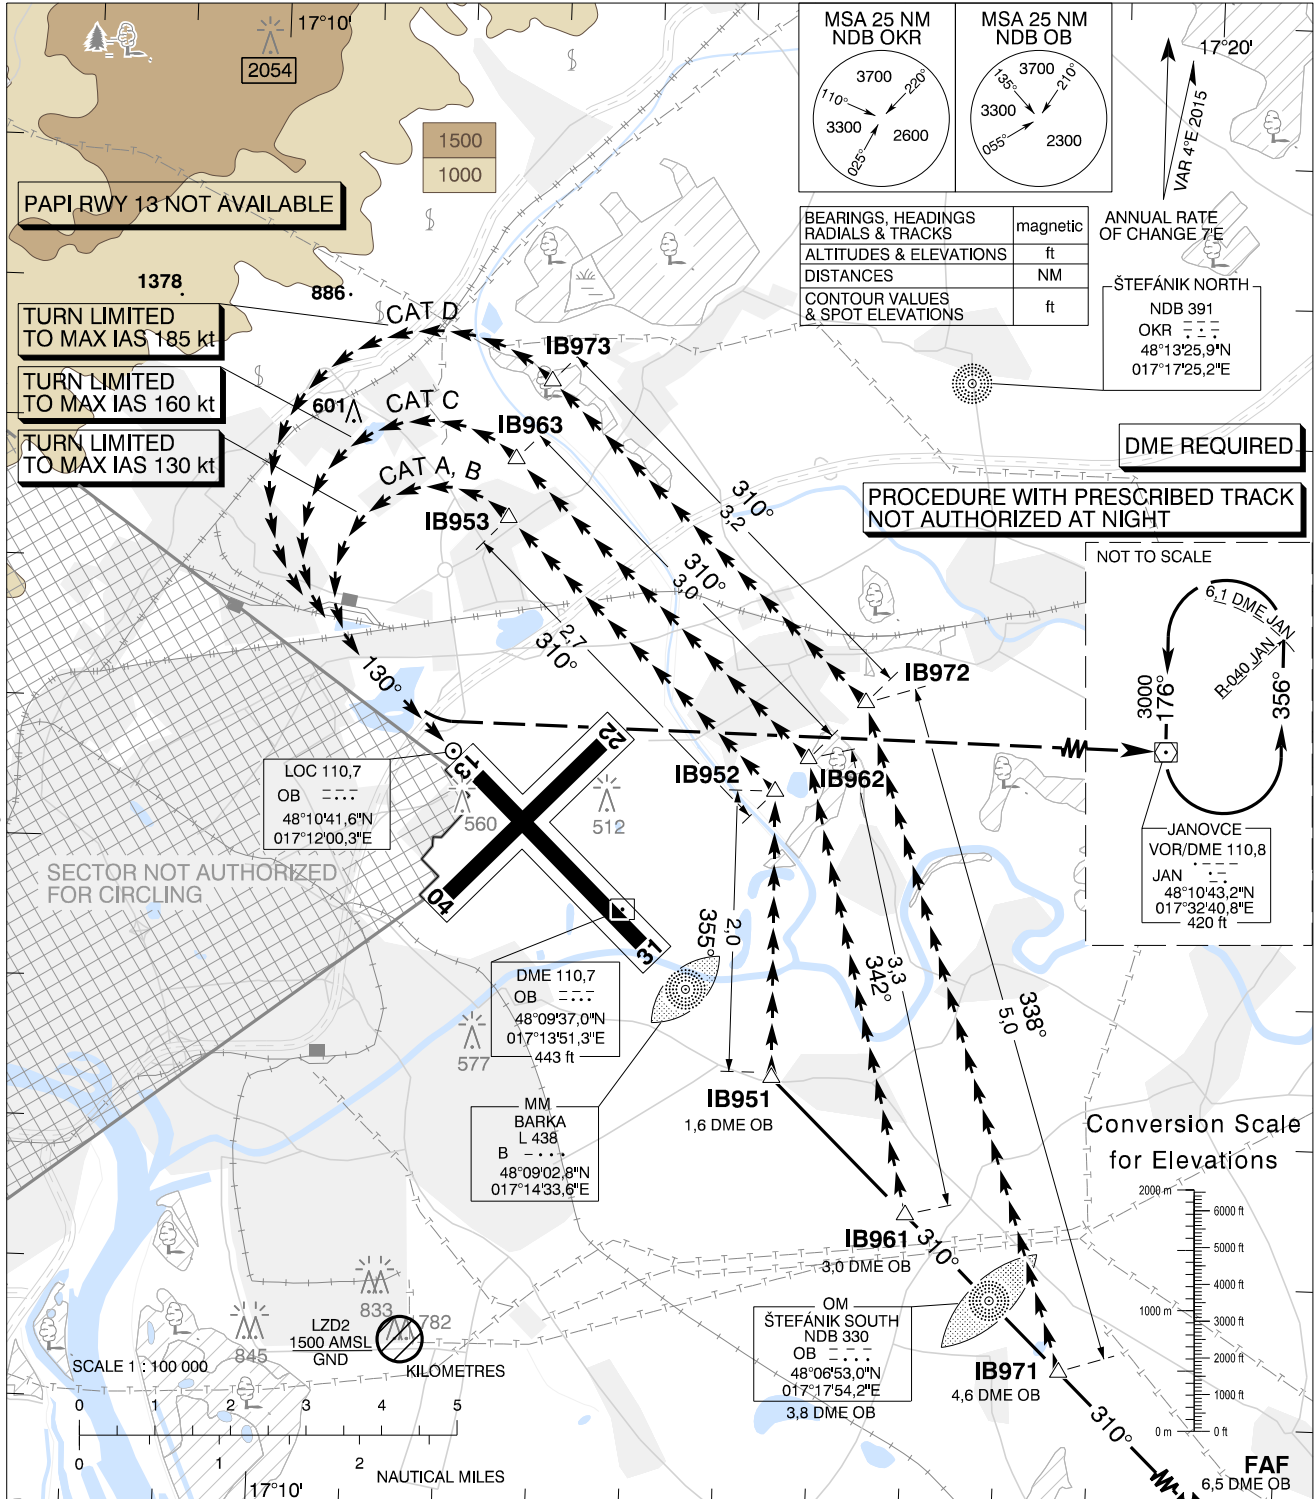 17°10'
2054
1500
1000
PAPI RWY 13 NOT AVAILABLE
MSA 25 NM
NDB OKR
3700
110°
220°
3300
2600
025°
MSA 25 NM
NDB OB
3700
135°
210°
3300
055°
2300
17°20'
VAR 4°E 2015
ANNUAL RATE
OF CHANGE 7'E
BEARINGS, HEADINGS
RADIALS & TRACKS
magnetic
ALTITUDES & ELEVATIONS
ft
DISTANCES
NM
CONTOUR VALUES
& SPOT ELEVATIONS
ft
ŠTEFÁNIK NORTH
NDB 391
OKR
48°13'25,9"N
017°17'25,2"E
1378
886
TURN LIMITED
TO MAX IAS 185 kt
TURN LIMITED
TO MAX IAS 160 kt
TURN LIMITED
TO MAX IAS 130 kt
601
CAT D
CAT C
CAT A, B
IB973
IB963
IB953
DME REQUIRED
PROCEDURE WITH PRESCRIBED TRACK
NOT AUTHORIZED AT NIGHT
310°
3,2
310°
3,0
2,7
310°
130°
NOT TO SCALE
6,1 DME JAN
R-040 JAN
3000
176°
356°
JANOVCE
VOR/DME 110,8
JAN
48°10'43,2"N
017°32'40,8"E
420 ft
IB972
IB952
IB962
LOC 110,7
OB
48°10'41,6"N
017°12'00,3"E
13
22
04
31
560
512
SECTOR NOT AUTHORIZED
FOR CIRCLING
355°
2,0
3,3
342°
338°
5,0
DME 110,7
OB
48°09'37,0"N
017°13'51,3"E
443 ft
577
MM
BARKA
L 438
B
48°09'02,8"N
017°14'33,6"E
IB951
1,6 DME OB
IB961
3,0 DME OB
310°
OM
ŠTEFÁNIK SOUTH
NDB 330
OB
48°06'53,0"N
017°17'54,2"E
3,8 DME OB
IB971
4,6 DME OB
310°
FAF
6,5 DME OB
Conversion Scale
for Elevations
2000 m
1000 m
0 m
6000 ft
5000 ft
4000 ft
3000 ft
2000 ft
1000 ft
0 ft
833
782
845
LZD2
1500 AMSL
GND
SCALE 1 : 100 000
KILOMETRES
0 1 2 3 4 5
0 1 2
NAUTICAL MILES
17°10'